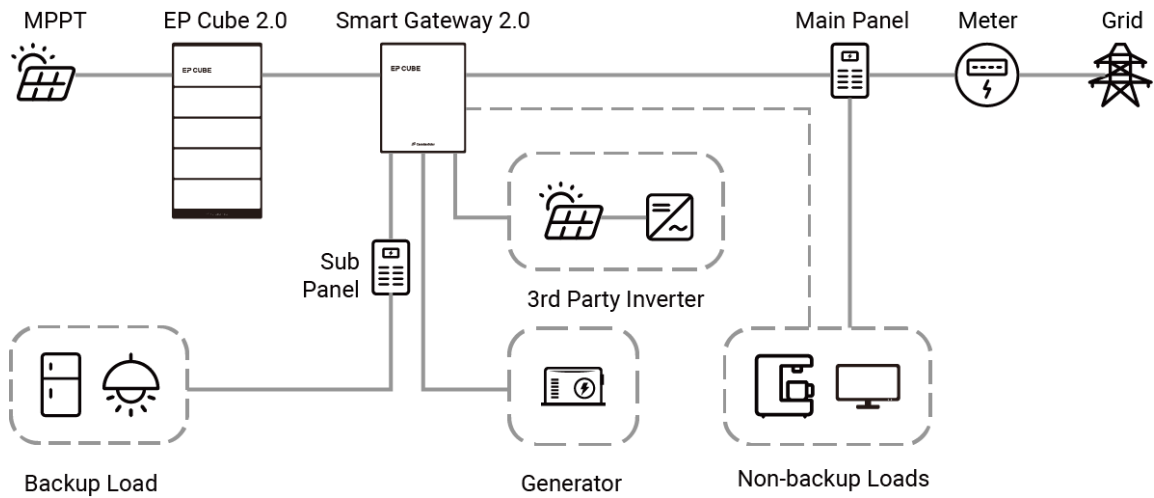 MPPT
EP Cube 2.0
Smart Gateway 2.0
Main Panel
Meter
Grid
EP CUBE
EP CUBE
Sub
Panel
3rd Party Inverter
Backup Load
Generator
Non-backup Loads